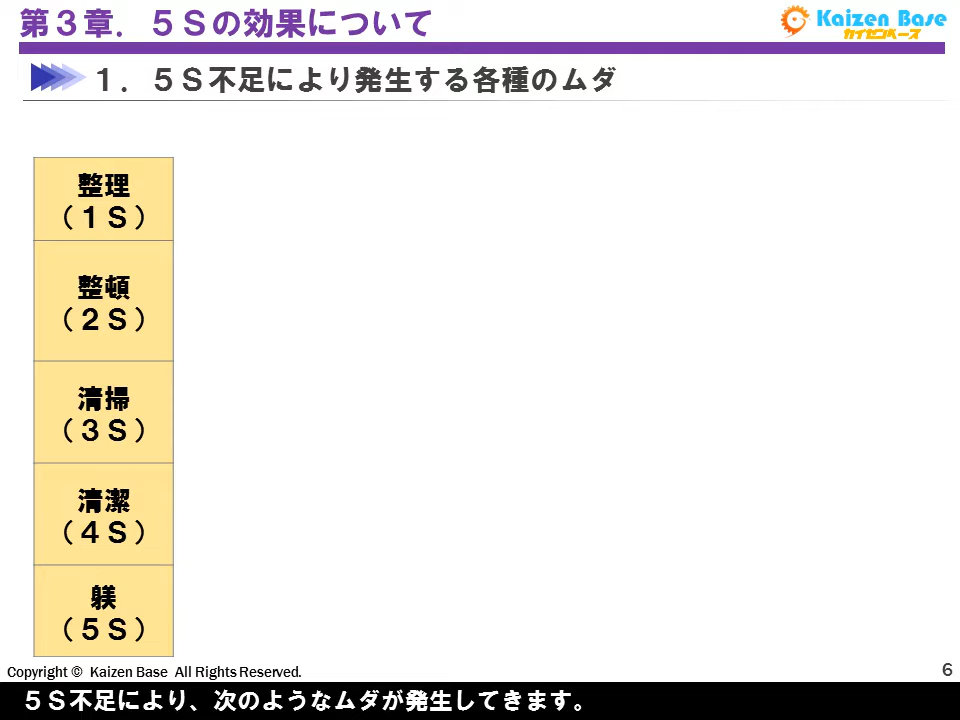 第３章．５Ｓの効果について
Kaizen Base
カイゼンベース
１．５Ｓ不足により発生する各種のムダ
整理
（１Ｓ）
整頓
（２Ｓ）
清掃
（３Ｓ）
清潔
（４Ｓ）
躾
（５Ｓ）
Copyright © Kaizen Base All Rights Reserved.
6
５Ｓ不足により、次のようなムダが発生してきます。